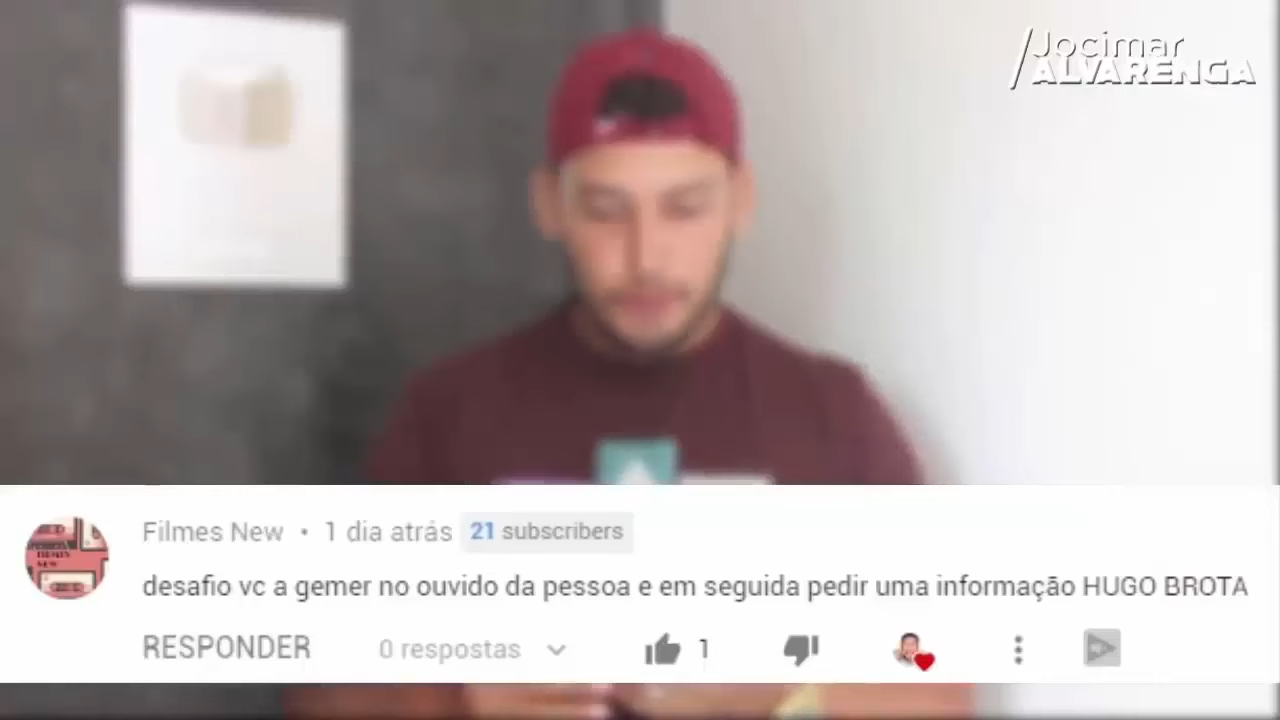 Jocimar
ALVARENGA
Filmes New • 1 dia atrás 21 subscribers
desafio vc a gemer no ouvido da pessoa e em seguida pedir uma informação HUGO BROTA
RESPONDER 0 respostas 1